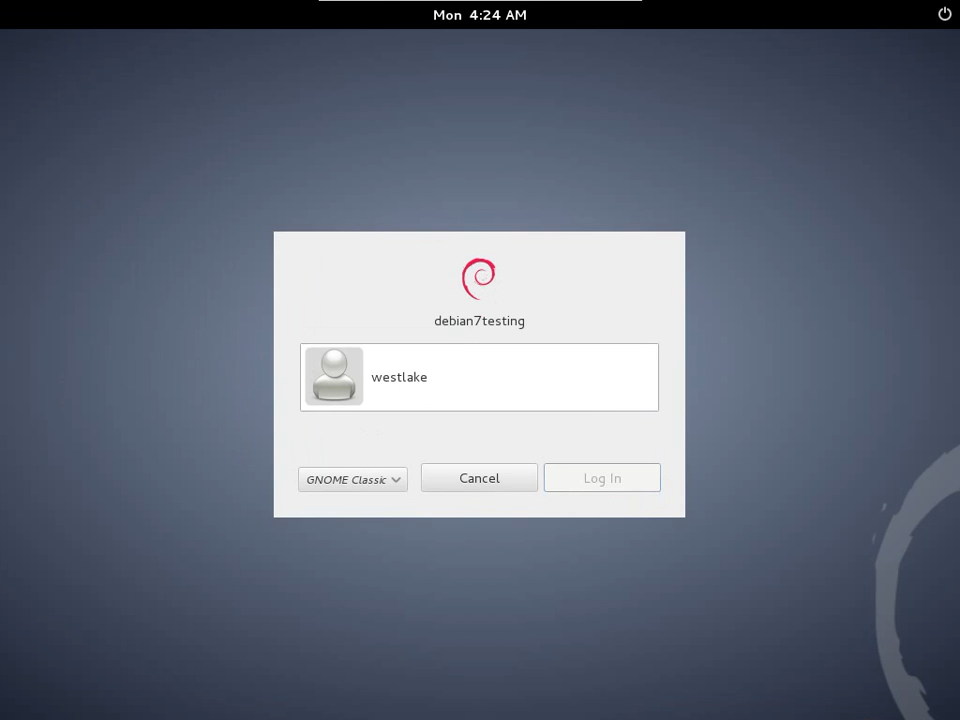 Mon 4:24 AM
debian7testing
westlake
GNOME Classic
Cancel
Log In